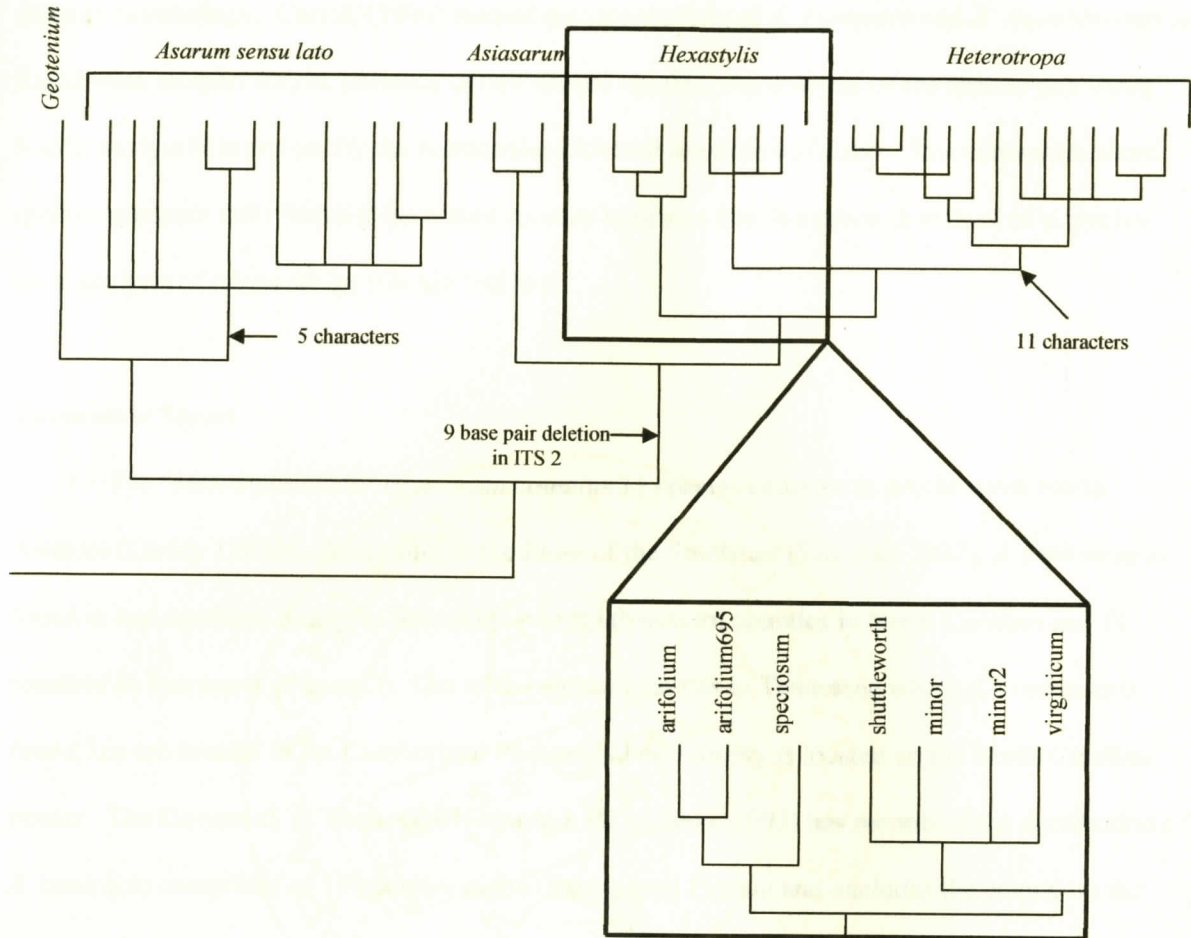 Geotenium
Asarum sensu lato
Asiasarum
Hexastylis
Heterotropa
5 characters
11 characters
9 base pair deletion
in ITS 2
arifolium
arifolium695
speciosum
shuttleworth
minor
minor2
virginicum